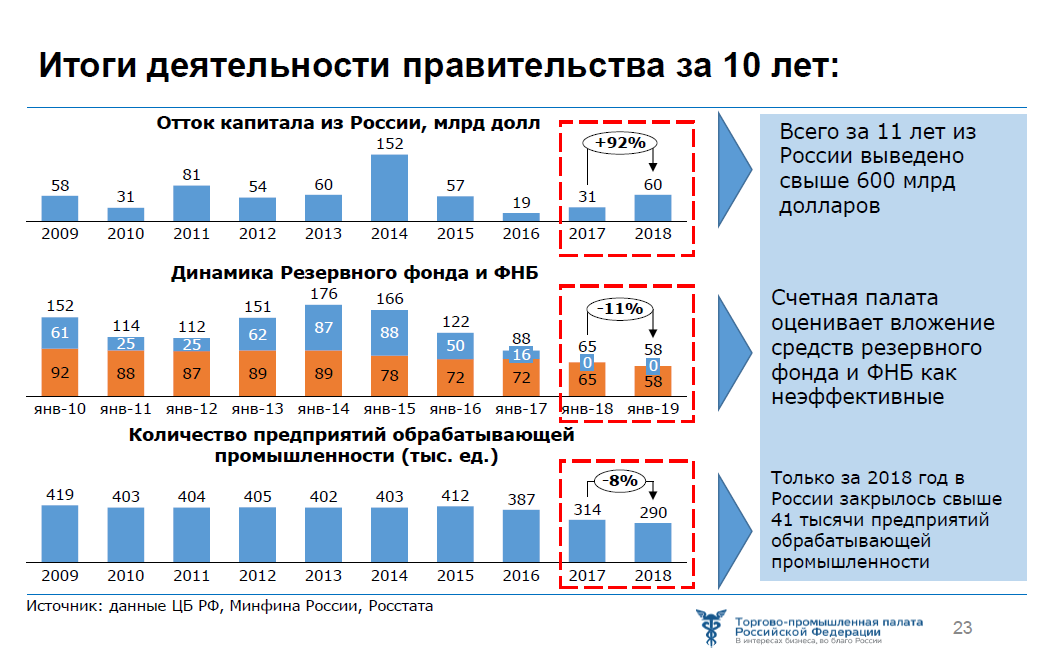 Итоги деятельности правительства за 10 лет:
Отток капитала из России, млрд долл
58 31 81 54 60 152 57 19 31 60
+92%
2009 2010 2011 2012 2013 2014 2015 2016 2017 2018
Всего за 11 лет из
России выведено
свыше 600 млрд
долларов
Динамика Резервного фонда и ФНБ
152 114 112 151 176 166 122 88 65 58
-11%
61 25 25 62 87 88 50 16 0 0
92 88 87 89 89 78 72 72 65 58
янв-10 янв-11 янв-12 янв-13 янв-14 янв-15 янв-16 янв-17 янв-18 янв-19
Счетная палата
оценивает вложение
средств резервного
фонда и ФНБ как
неэффективные
Количество предприятий обрабатывающей
промышленности (тыс. ед.)
419 403 404 405 402 403 412 387 314 290
-8%
2009 2010 2011 2012 2013 2014 2015 2016 2017 2018
Только за 2018 год в
России закрылось свыше
41 тысячи предприятий
обрабатывающей
промышленности
Источник: данные ЦБ РФ, Минфина России, Росстата
Торгово-промышленная палата
Российской Федерации
В интересах бизнеса, во благо России
23